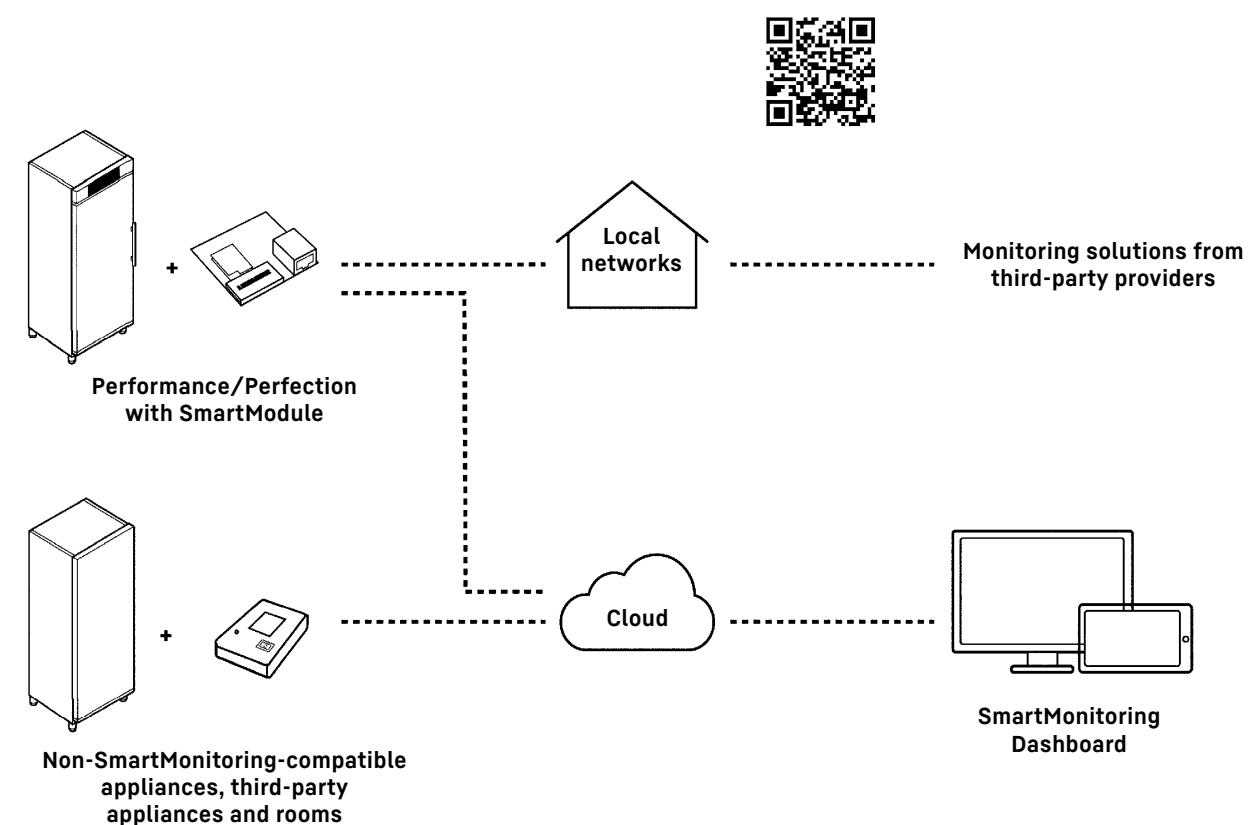 Local
networks
Monitoring solutions from
third-party providers
+
Performance/Perfection
with SmartModule
Cloud
+
SmartMonitoring
Dashboard
Non-SmartMonitoring-compatible
appliances, third-party
appliances and rooms